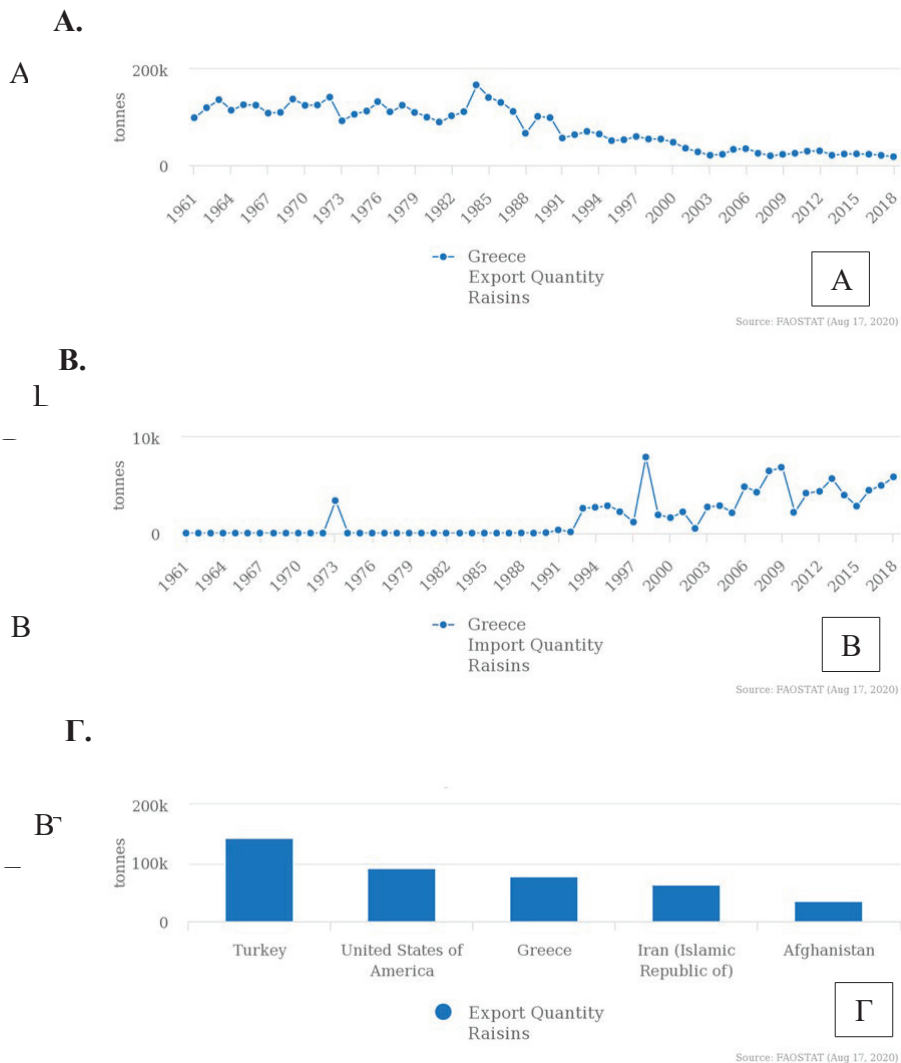 Α.
Α
200k
tonnes
0
1961 1964 1967 1970 1973 1976 1979 1982 1985 1988 1991 1994 1997 2000 2003 2006 2009 2012 2015 2018
Greece
Export Quantity
Raisins
Α
Source: FAOSTAT (Aug 17, 2020)
Β.
10k
tonnes
0
1961 1964 1967 1970 1973 1976 1979 1982 1985 1988 1991 1994 1997 2000 2003 2006 2009 2012 2015 2018
Β
Greece
Import Quantity
Raisins
Β
Source: FAOSTAT (Aug 17, 2020)
Γ.
200k
Β
tonnes
100k
0
Turkey
United States of
America
Greece
Iran (Islamic
Republic of)
Afghanistan
Export Quantity
Raisins
Γ
Source: FAOSTAT (Aug 17, 2020)